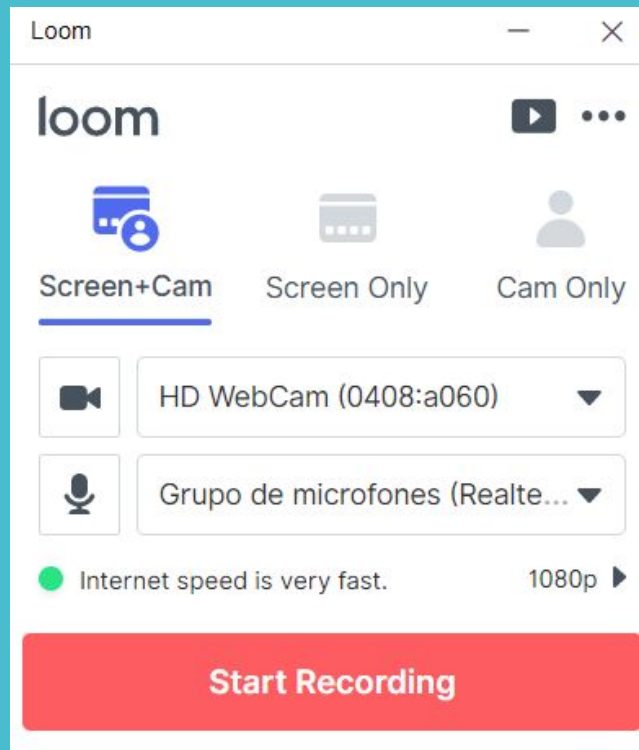 Loom
loom
Screen+Cam Screen Only Cam Only
HD WebCam (0408:a060)
Grupo de microfones (Realte...
Internet speed is very fast. 1080p
Start Recording